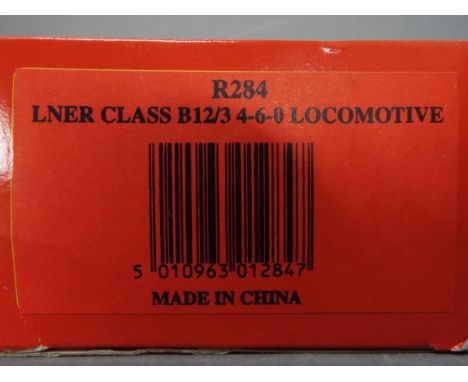 R284
LNER CLASS B12/3 4-6-0 LOCOMOTIVE
5 010963 012847
MADE IN CHINA